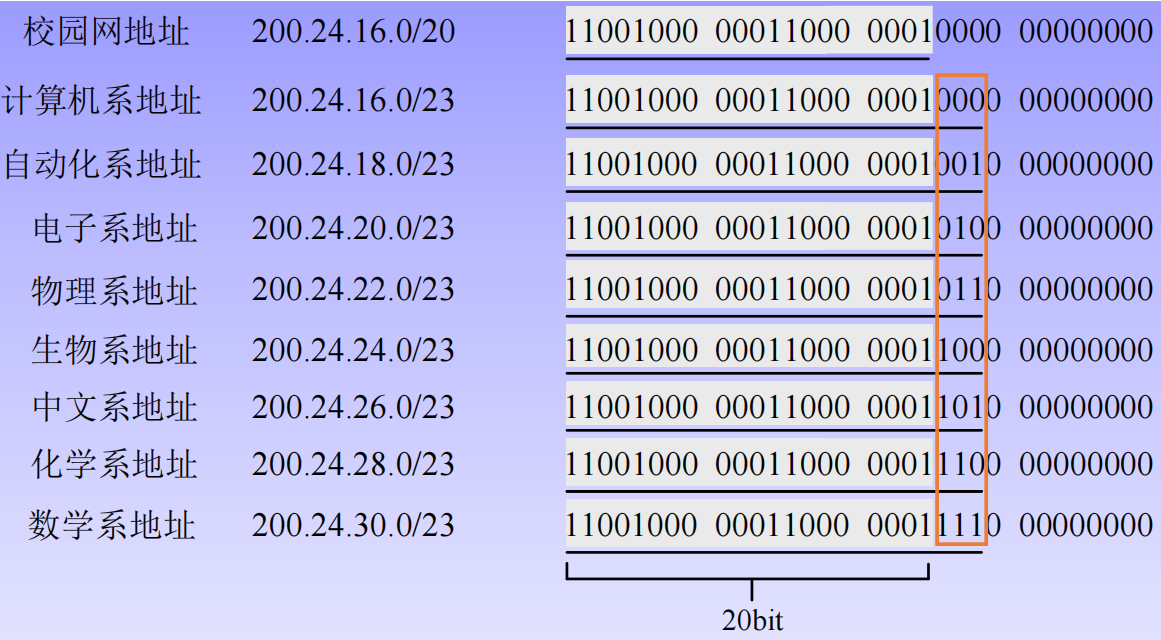 校园网地址 200.24.16.0/20 11001000 00011000 00010000 00000000
计算机系地址 200.24.16.0/23 11001000 00011000 00010000 00000000
自动化系地址 200.24.18.0/23 11001000 00011000 00010010 00000000
电子系地址 200.24.20.0/23 11001000 00011000 00010100 00000000
物理系地址 200.24.22.0/23 11001000 00011000 00010110 00000000
生物系地址 200.24.24.0/23 11001000 00011000 00011000 00000000
中文系地址 200.24.26.0/23 11001000 00011000 00011010 00000000
化学系地址 200.24.28.0/23 11001000 00011000 00011100 00000000
数学系地址 200.24.30.0/23 11001000 00011000 00011110 00000000
20bit